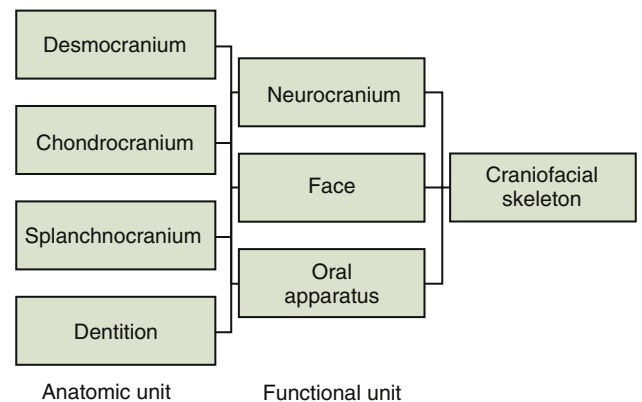 Desmocranium
Chondrocranium
Splanchnocranium
Dentition
Anatomic unit
Neurocranium
Face
Oral
apparatus
Functional unit
Craniofacial
skeleton